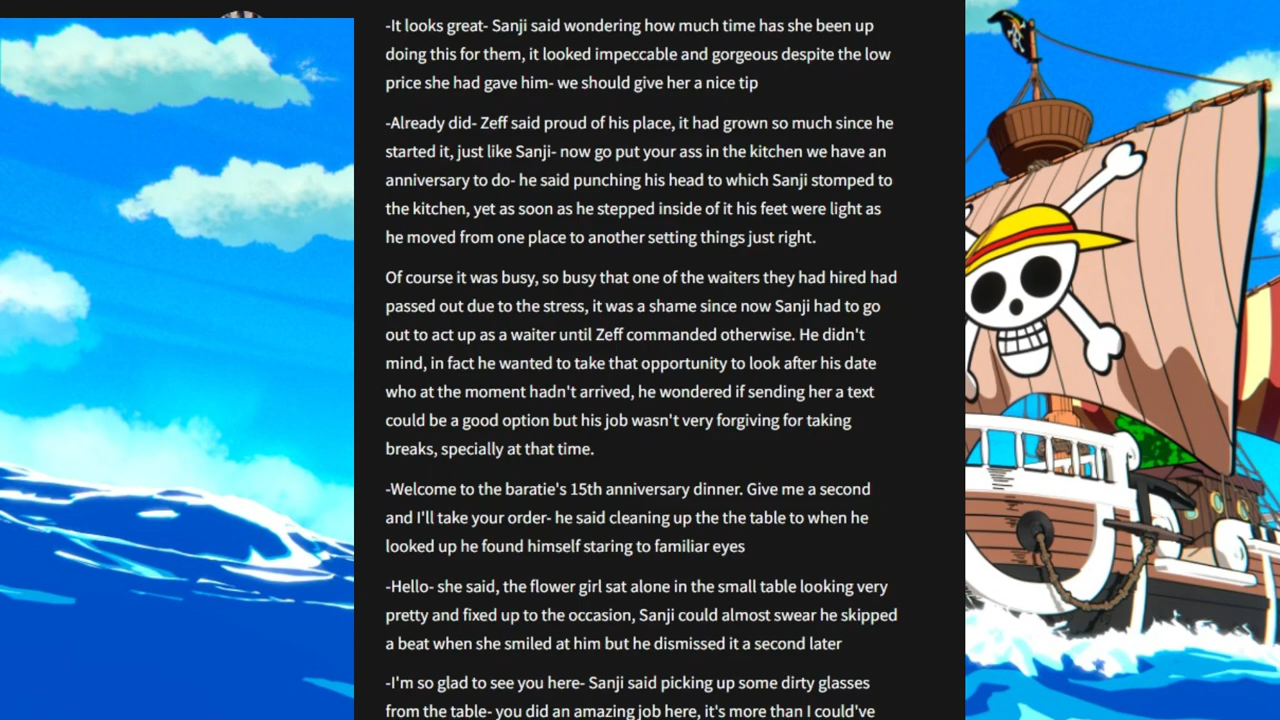 -It looks great- Sanji said wondering how much time has she been up
doing this for them, it looked impeccable and gorgeous despite the low
price she had gave him- we should give her a nice tip
-Already did- Zeff said proud of his place, it had grown so much since he
started it, just like Sanji- now go put your ass in the kitchen we have an
anniversary to do- he said punching his head to which Sanji stomped to
the kitchen, yet as soon as he stepped inside of it his feet were light as
he moved from one place to another setting things just right.
Of course it was busy, so busy that one of the waiters they had hired had
passed out due to the stress, it was a shame since now Sanji had to go
out to act up as a waiter until Zeff commanded otherwise. He didn't
mind, in fact he wanted to take that opportunity to look after his date
who at the moment hadn't arrived, he wondered if sending her a text
could be a good option but his job wasn't very forgiving for taking
breaks, specially at that time.
-Welcome to the baratie's 15th anniversary dinner. Give me a second
and I'll take your order- he said cleaning up the the table to when he
looked up he found himself staring to familiar eyes
-Hello- she said, the flower girl sat alone in the small table looking very
pretty and fixed up to the occasion, Sanji could almost swear he skipped
a beat when she smiled at him but he dismissed it a second later
-I'm so glad to see you here- Sanji said picking up some dirty glasses
from the table- you did an amazing job here, it's more than I could've